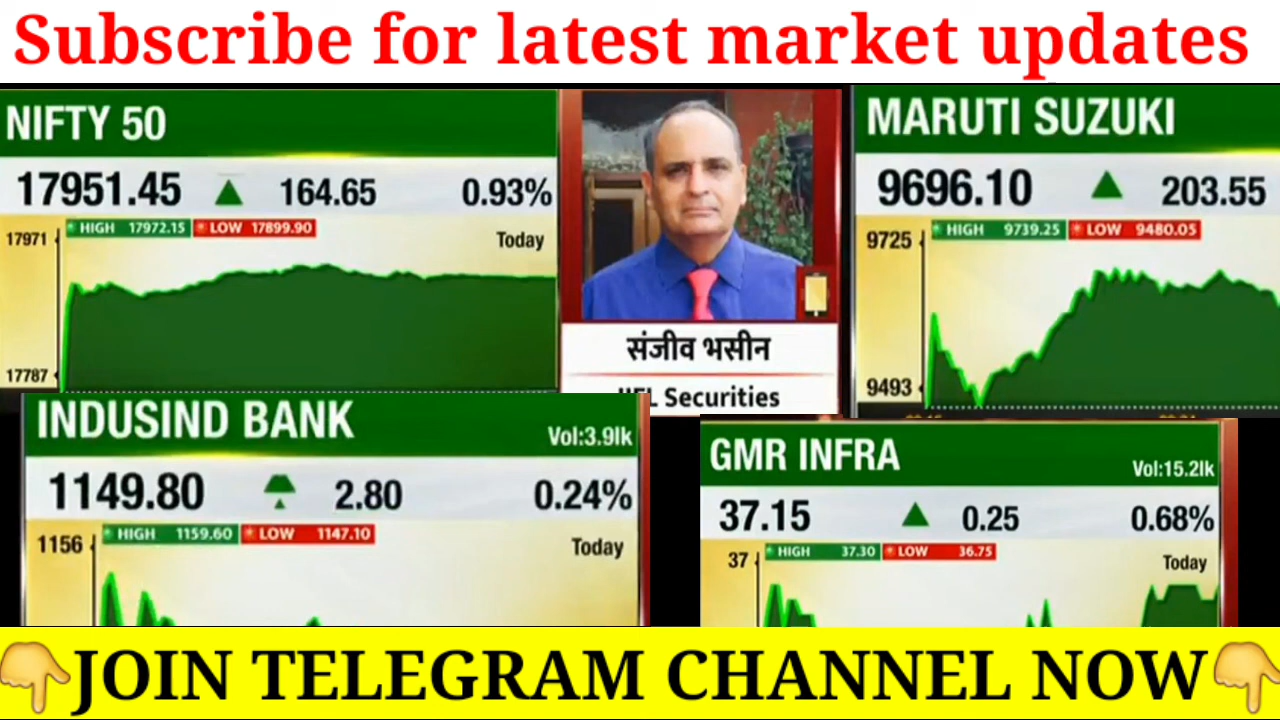 Subscribe for latest market updates
NIFTY 50
17951.45 ▲ 164.65 0.93%
HIGH 17972.15 LOW 17899.90
17971
Today
17787
संजीव भसीन
IIFL Securities
MARUTI SUZUKI
9696.10 ▲ 203.55
HIGH 9739.25 LOW 9480.05
9725
9493
INDUSIND BANK
Vol:3.9lk
1149.80 2.80 0.24%
HIGH 1159.60 LOW 1147.10
1156
Today
GMR INFRA
Vol:15.2lk
37.15 ▲ 0.25 0.68%
HIGH 37.30 LOW 36.75
37
Today
👇JOIN TELEGRAM CHANNEL NOW👇